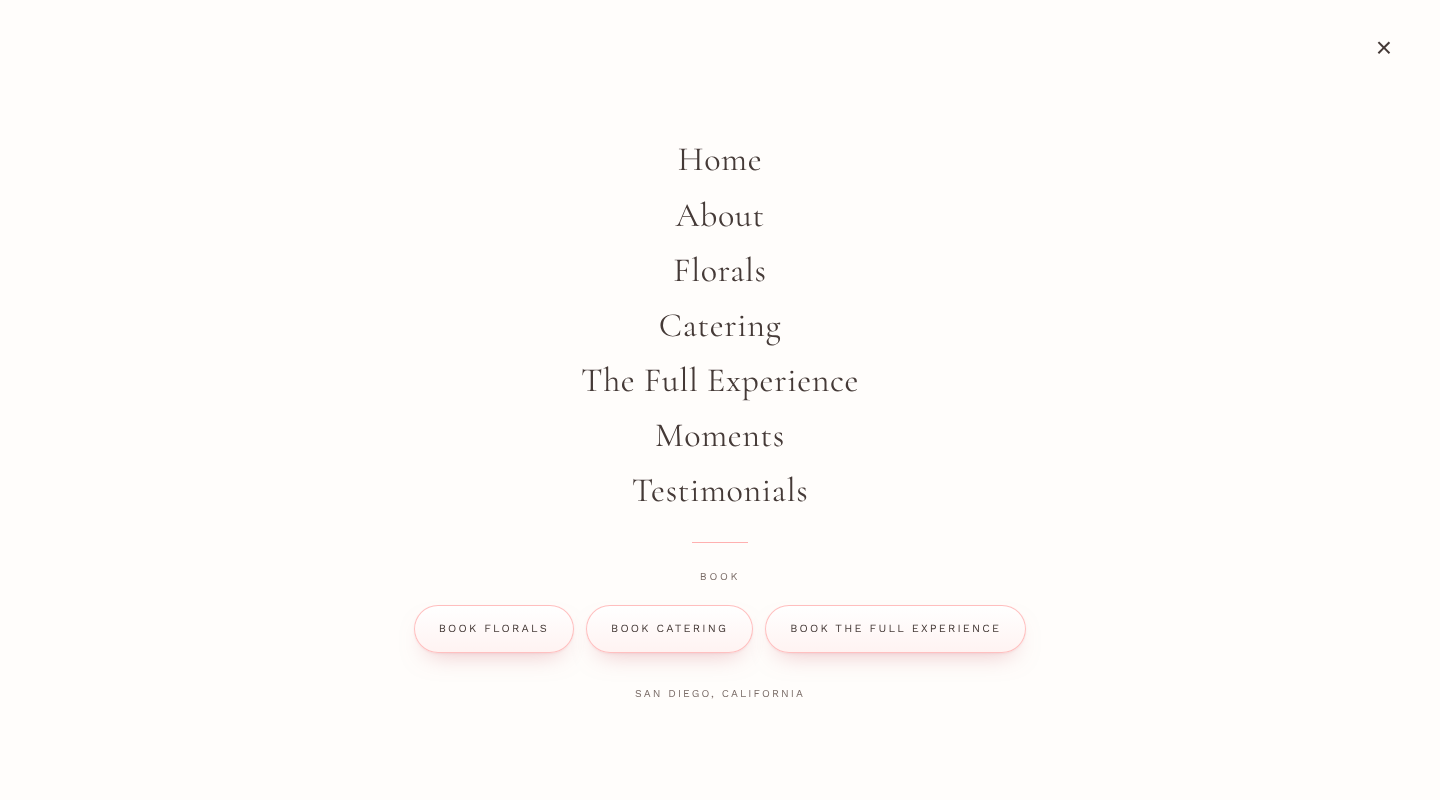 ✕
Home
About
Florals
Catering
The Full Experience
Moments
Testimonials
BOOK
BOOK FLORALS
BOOK CATERING
BOOK THE FULL EXPERIENCE
SAN DIEGO, CALIFORNIA